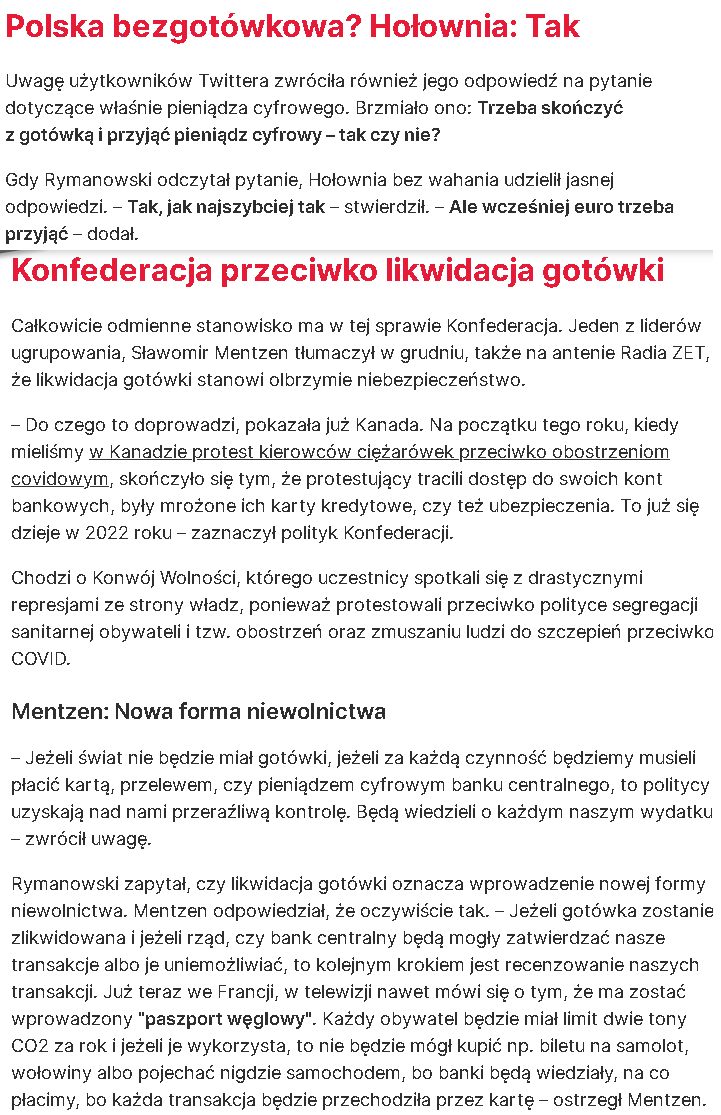 Polska bezgotówkowa? Hołownia: Tak
Uwagę użytkowników Twittera zwróciła również jego odpowiedź na pytanie
dotyczące właśnie pieniądza cyfrowego. Brzmiało ono: Trzeba skończyć
z gotówką i przyjąć pieniądz cyfrowy – tak czy nie?
Gdy Rymanowski odczytał pytanie, Hołownia bez wahania udzielił jasnej
odpowiedzi. – Tak, jak najszybciej tak – stwierdził. – Ale wcześniej euro trzeba
przyjąć – dodał.
Konfederacja przeciwko likwidacja gotówki
Całkowicie odmienne stanowisko ma w tej sprawie Konfederacja. Jeden z liderów
ugrupowania, Sławomir Mentzen tłumaczył w grudniu, także na antenie Radia ZET,
że likwidacja gotówki stanowi olbrzymie niebezpieczeństwo.
– Do czego to doprowadzi, pokazała już Kanada. Na początku tego roku, kiedy
mieliśmy w Kanadzie protest kierowców ciężarówek przeciwko obostrzeniom
covidowym, skończyło się tym, że protestujący tracili dostęp do swoich kont
bankowych, były mrożone ich karty kredytowe, czy też ubezpieczenia. To już się
dzieje w 2022 roku – zaznaczył polityk Konfederacji.
Chodzi o Konwój Wolności, którego uczestnicy spotkali się z drastycznymi
represjami ze strony władz, ponieważ protestowali przeciwko polityce segregacji
sanitarnej obywateli i tzw. obostrzeń oraz zmuszaniu ludzi do szczepień przeciwko
COVID.
Mentzen: Nowa forma niewolnictwa
– Jeżeli świat nie będzie miał gotówki, jeżeli za każdą czynność będziemy musieli
płacić kartą, przelewem, czy pieniądzem cyfrowym banku centralnego, to politycy
uzyskają nad nami przeraźliwą kontrolę. Będą wiedzieli o każdym naszym wydatku
– zwrócił uwagę.
Rymanowski zapytał, czy likwidacja gotówki oznacza wprowadzenie nowej formy
niewolnictwa. Mentzen odpowiedział, że oczywiście tak. – Jeżeli gotówka zostanie
zlikwidowana i jeżeli rząd, czy bank centralny będą mogły zatwierdzać nasze
transakcje albo je uniemożliwiać, to kolejnym krokiem jest recenzowanie naszych
transakcji. Już teraz we Francji, w telewizji nawet mówi się o tym, że ma zostać
wprowadzony "paszport węglowy". Każdy obywatel będzie miał limit dwie tony
CO2 za rok i jeżeli je wykorzysta, to nie będzie mógł kupić np. biletu na samolot,
wołowiny albo pojechać nigdzie samochodem, bo banki będą wiedziały, na co
płacimy, bo każda transakcja będzie przechodziła przez kartę – ostrzegł Mentzen.